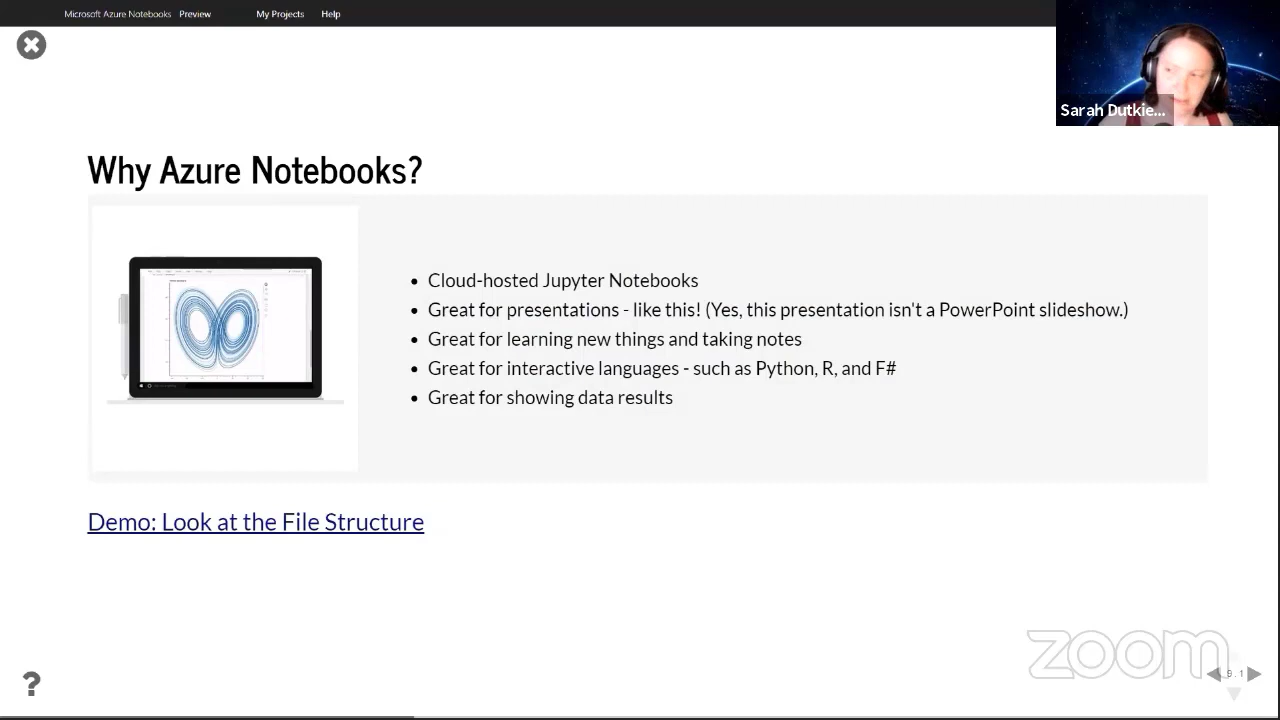 Microsoft Azure Notebooks Preview My Projects Help
Sarah Dutkie...
Why Azure Notebooks?
• Cloud-hosted Jupyter Notebooks
• Great for presentations - like this! (Yes, this presentation isn't a PowerPoint slideshow.)
• Great for learning new things and taking notes
• Great for interactive languages - such as Python, R, and F#
• Great for showing data results
Demo: Look at the File Structure
zoom
9.1
?